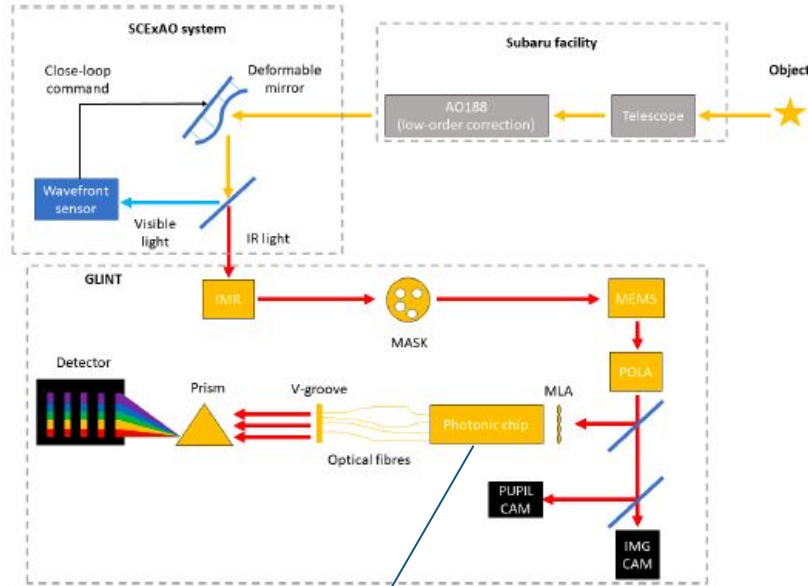 SCExAO system
Subaru facility
Close-loop
command
Deformable
mirror
Object
AO188
(low-order correction)
Telescope
Wavefront
sensor
Visible
light
IR light
GLINT
IMR
MASK
MEMS
Detector
Prism
V-groove
MLA
POLA
Photonic chip
Optical fibres
PUPIL
CAM
IMG
CAM